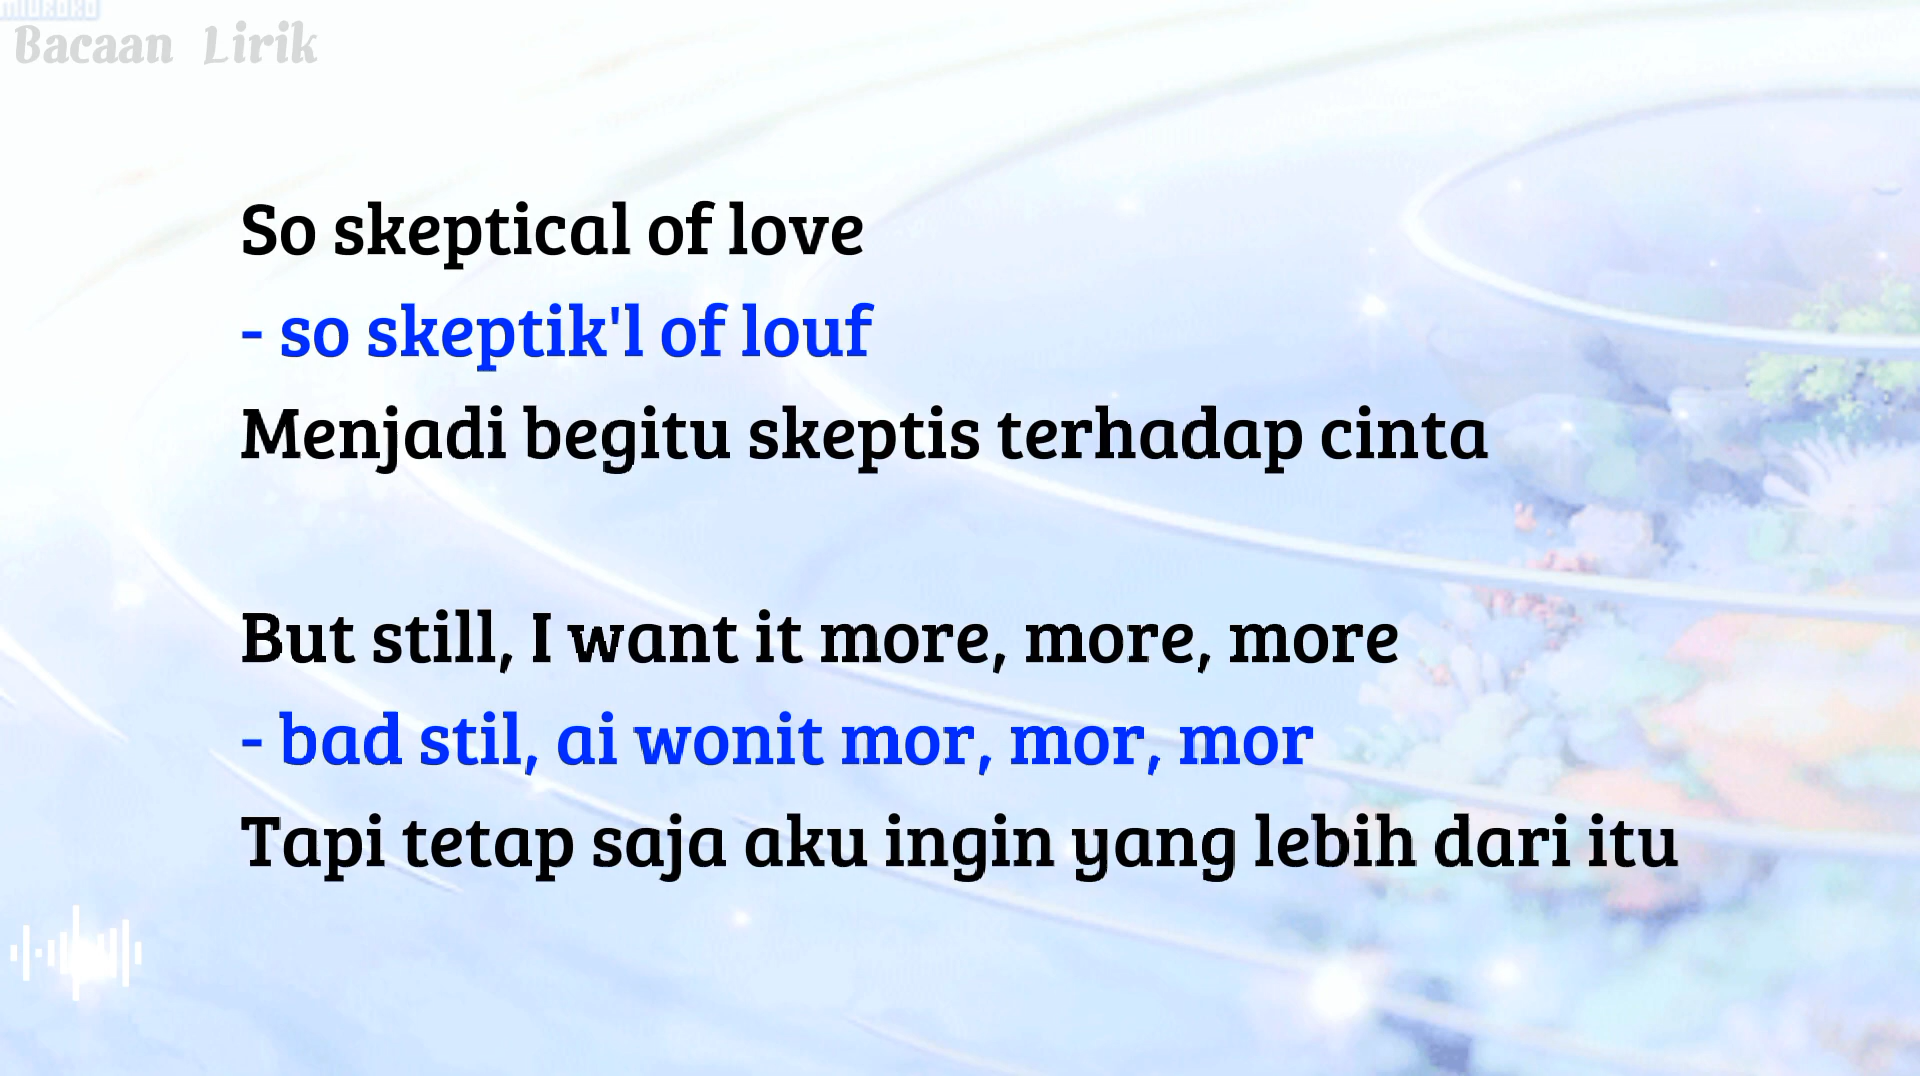 MIUROKO
Bacaan Lirik
So skeptical of love
- so skeptik'l of louf
Menjadi begitu skeptis terhadap cinta
But still, I want it more, more, more
- bad stil, ai wonit mor, mor, mor
Tapi tetap saja aku ingin yang lebih dari itu